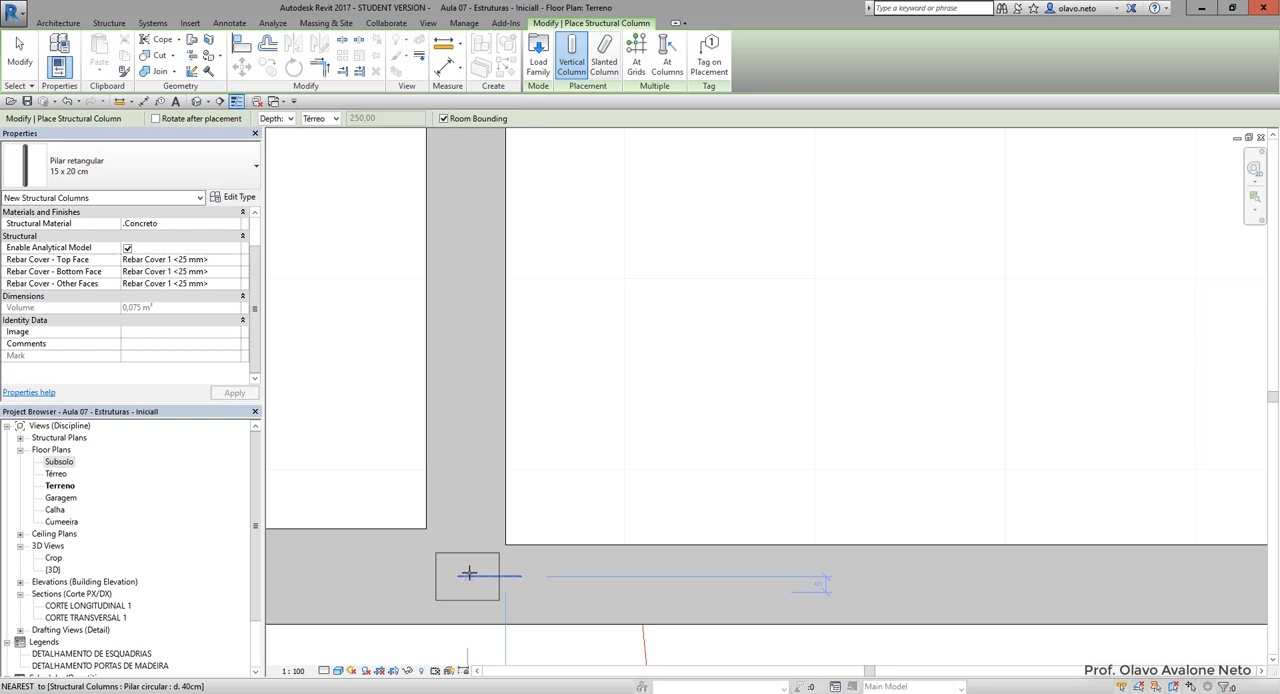 Autodesk Revit 2017 - STUDENT VERSION - Aula 07 - Estruturas - Iniciall - Floor Plan: Terreno
Type a keyword or phrase
olavo.neto
Architecture Structure Systems Insert Annotate Analyze Massing & Site Collaborate View Manage Add-Ins Modify | Place Structural Column
Modify
Paste
Cope
Cut
Join
Load Family
Vertical Column
Slanted Column
At Grids
At Columns
Tag on Placement
Select Properties Clipboard Geometry Modify View Measure Create Mode Placement Multiple Tag
Modify | Place Structural Column Rotate after placement Depth: Térreo 250,00 Room Bounding
Properties
Pilar retangular
15 x 20 cm
New Structural Columns Edit Type
Materials and Finishes
Structural Material .Concreto
Structural
Enable Analytical Model
Rebar Cover - Top Face Rebar Cover 1 <25 mm>
Rebar Cover - Bottom Face Rebar Cover 1 <25 mm>
Rebar Cover - Other Faces Rebar Cover 1 <25 mm>
Dimensions
Volume 0,075 m³
Identity Data
Image
Comments
Mark
Properties help Apply
Project Browser - Aula 07 - Estruturas - Iniciall
Views (Discipline)
Structural Plans
Floor Plans
Subsolo
Térreo
Terreno
Garagem
Calha
Cumeeira
Ceiling Plans
3D Views
Crop
{3D}
Elevations (Building Elevation)
Sections (Corte PX/DX)
CORTE LONGITUDINAL 1
CORTE TRANSVERSAL 1
Drafting Views (Detail)
Legends
DETALHAMENTO DE ESQUADRIAS
DETALHAMENTO PORTAS DE MADEIRA
1 : 100
Prof. Olavo Avalone Neto
NEAREST to [Structural Columns : Pilar circular : d. 40cm]
:0
Main Model
:0